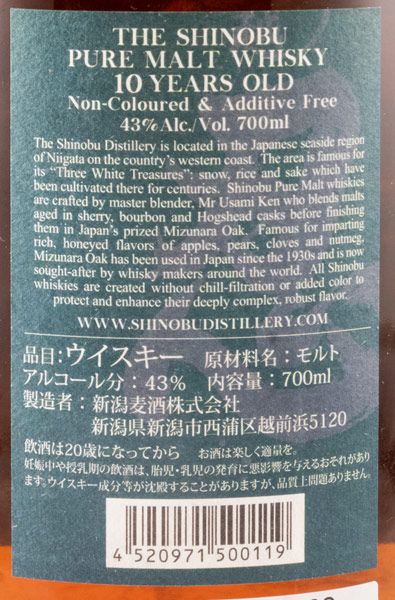 THE SHINOBU
PURE MALT WHISKY
10 YEARS OLD
Non-Coloured & Additive Free
43% Alc./Vol. 700ml
The Shinobu Distillery is located in the Japanese seaside region
of Niigata on the country's western coast. The area is famous for
its “Three White Treasures”: snow, rice and sake which have
been cultivated there for centuries. Shinobu Pure Malt whiskies
are crafted by master blender, Mr Usami Ken who blends malts
aged in sherry, bourbon and Hogshead casks before finishing
them in Japan's prized Mizunara Oak. Famous for imparting
rich, honeyed flavors of apples, pears, cloves and nutmeg,
Mizunara Oak has been used in Japan since the 1930s and is now
sought-after by whisky makers around the world. All Shinobu
whiskies are created without chill-filtration or added color to
protect and enhance their deeply complex, robust flavor.
WWW.SHINOBUDISTILLERY.COM
品目：ウイスキー 原材料名：モルト
アルコール分：43% 内容量：700ml
製造者：新潟麦酒株式会社
新潟県新潟市西蒲区越前浜5120
飲酒は20歳になってから お酒は楽しく適量を。
妊娠中や授乳期の飲酒は、胎児・乳児の発育に悪影響を与えるおそれがありま
す。ウイスキー成分等が沈殿することがありますが、品質上問題ありません。
4 520971 500119